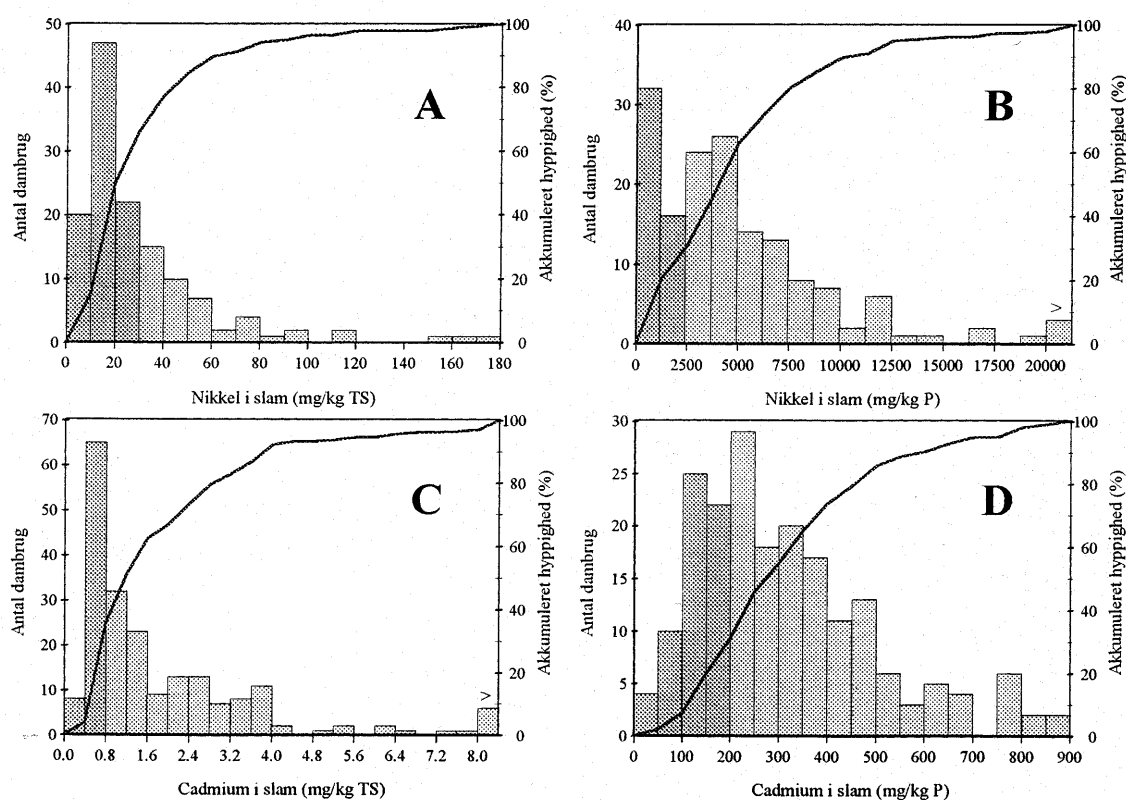 50
40
30
20
10
0
Antal dambrug
A
100
80
60
40
20
0
Akkumuleret hyppighed (%)
0 20 40 60 80 100 120 140 160 180
Nikkel i slam (mg/kg TS)
40
30
20
10
0
Antal dambrug
B
>
100
80
60
40
20
0
Akkumuleret hyppighed (%)
0 2500 5000 7500 10000 12500 15000 17500 20000
Nikkel i slam (mg/kg P)
70
60
50
40
30
20
10
0
Antal dambrug
C
>
100
80
60
40
20
0
Akkumuleret hyppighed (%)
0.0 0.8 1.6 2.4 3.2 4.0 4.8 5.6 6.4 7.2 8.0
Cadmium i slam (mg/kg TS)
30
25
20
15
10
5
0
Antal dambrug
D
100
80
60
40
20
0
Akkumuleret hyppighed (%)
0 100 200 300 400 500 600 700 800 900
Cadmium i slam (mg/kg P)